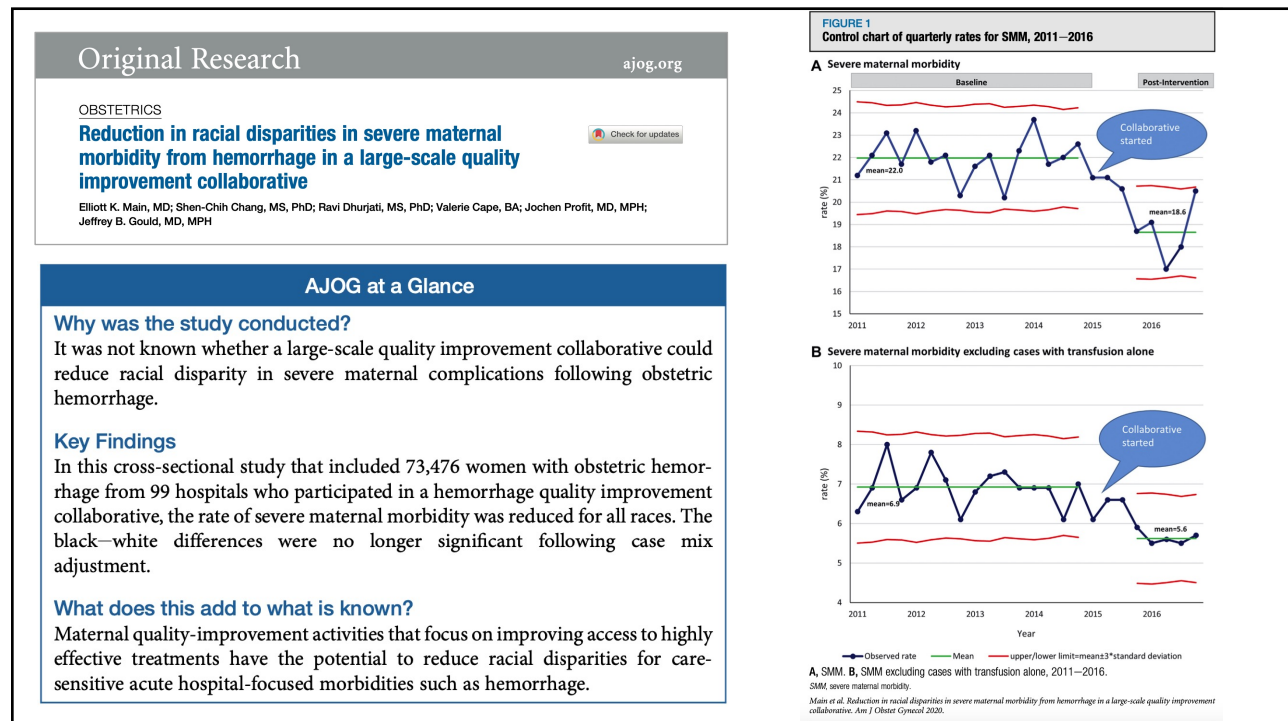 Original Research
ajog.org
OBSTETRICS
Reduction in racial disparities in severe maternal
morbidity from hemorrhage in a large-scale quality
improvement collaborative
Check for updates
Elliott K. Main, MD; Shen-Chih Chang, MS, PhD; Ravi Dhurjati, MS, PhD; Valerie Cape, BA; Jochen Profit, MD, MPH;
Jeffrey B. Gould, MD, MPH
AJOG at a Glance
Why was the study conducted?
It was not known whether a large-scale quality improvement collaborative could
reduce racial disparity in severe maternal complications following obstetric
hemorrhage.
Key Findings
In this cross-sectional study that included 73,476 women with obstetric hemor-
rhage from 99 hospitals who participated in a hemorrhage quality improvement
collaborative, the rate of severe maternal morbidity was reduced for all races. The
black—white differences were no longer significant following case mix
adjustment.
What does this add to what is known?
Maternal quality-improvement activities that focus on improving access to highly
effective treatments have the potential to reduce racial disparities for care-
sensitive acute hospital-focused morbidities such as hemorrhage.
FIGURE 1
Control chart of quarterly rates for SMM, 2011—2016
A Severe maternal morbidity
Baseline
Post-Intervention
25
24
23
22
21
20
19
18
17
16
15
rate (%)
mean=22.0
Collaborative
started
mean=18.6
2011 2012 2013 2014 2015 2016
B Severe maternal morbidity excluding cases with transfusion alone
10
9
8
7
6
5
4
rate (%)
mean=6.9
Collaborative
started
mean=5.6
2011 2012 2013 2014 2015 2016
Year
Observed rate Mean upper/lower limit=mean±3*standard deviation
A, SMM. B, SMM excluding cases with transfusion alone, 2011—2016.
SMM, severe maternal morbidity.
Main et al. Reduction in racial disparities in severe maternal morbidity from hemorrhage in a large-scale quality improvement
collaborative. Am J Obstet Gynecol 2020.